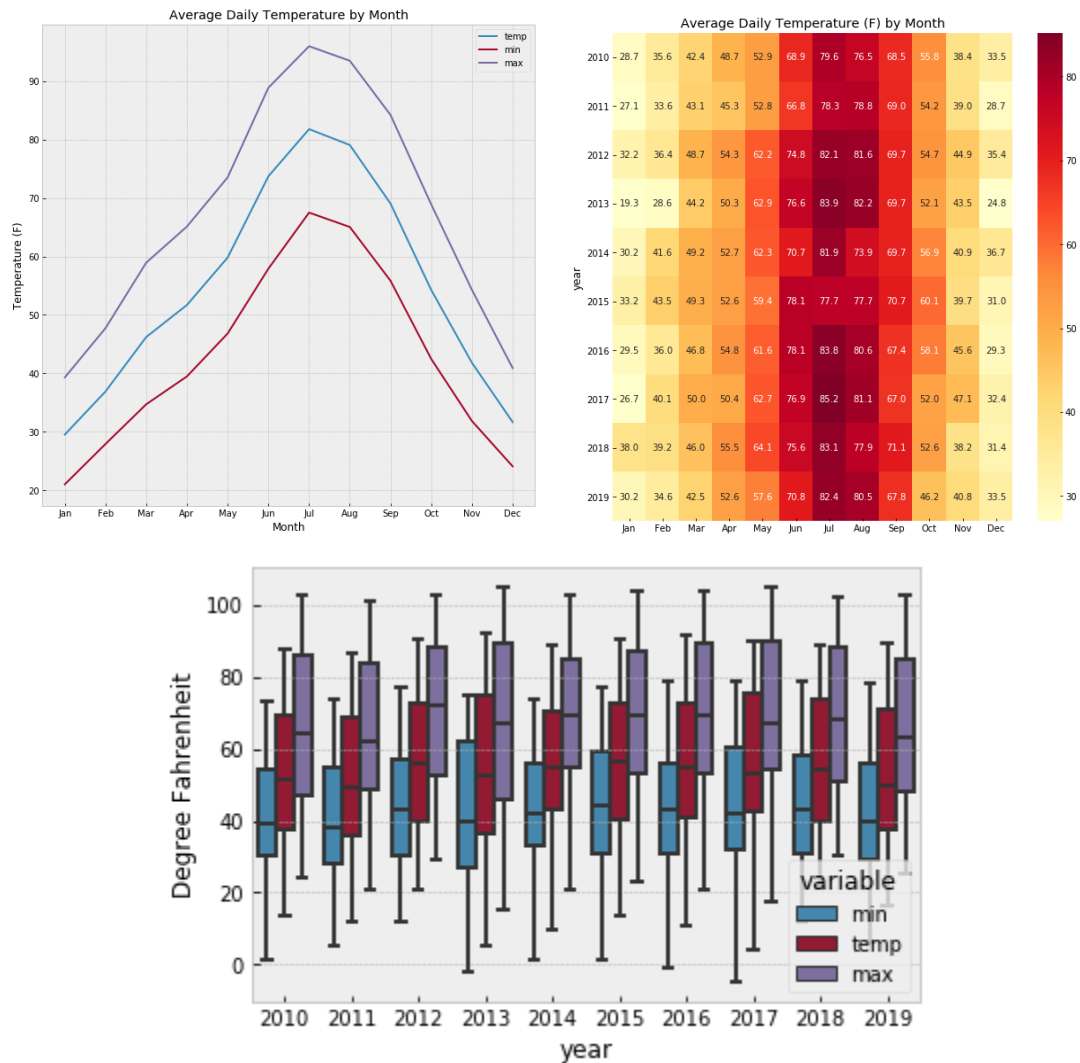 Average Daily Temperature by Month
temp
min
max
90
80
70
60
50
40
30
20
Temperature (F)
Jan Feb Mar Apr May Jun Jul Aug Sep Oct Nov Dec
Month
Average Daily Temperature (F) by Month
year
2010 28.7 35.6 42.4 48.7 52.9 68.9 79.6 76.5 68.5 55.8 38.4 33.5
2011 27.1 33.6 43.1 45.3 52.8 66.8 78.3 78.8 69.0 54.2 39.0 28.7
2012 32.2 36.4 48.7 54.3 62.2 74.8 82.1 81.6 69.7 54.7 44.9 35.4
2013 19.3 28.6 44.2 50.3 62.9 76.6 83.9 82.2 69.7 52.1 43.5 24.8
2014 30.2 41.6 49.2 52.7 62.3 70.7 81.9 73.9 69.7 56.9 40.9 36.7
2015 33.2 43.5 49.3 52.6 59.4 78.1 77.7 77.7 70.7 60.1 39.7 31.0
2016 29.5 36.0 46.8 54.8 61.6 78.1 83.8 80.6 67.4 58.1 45.6 29.3
2017 26.7 40.1 50.0 50.4 62.7 76.9 85.2 81.1 67.0 52.0 47.1 32.4
2018 38.0 39.2 46.0 55.5 64.1 75.6 83.1 77.9 71.1 52.6 38.2 31.4
2019 30.2 34.6 42.5 52.6 57.6 70.8 82.4 80.5 67.8 46.2 40.8 33.5
Jan Feb Mar Apr May Jun Jul Aug Sep Oct Nov Dec
80
70
60
50
40
30
Degree Fahrenheit
100
80
60
40
20
0
variable
min
temp
max
2010 2011 2012 2013 2014 2015 2016 2017 2018 2019
year